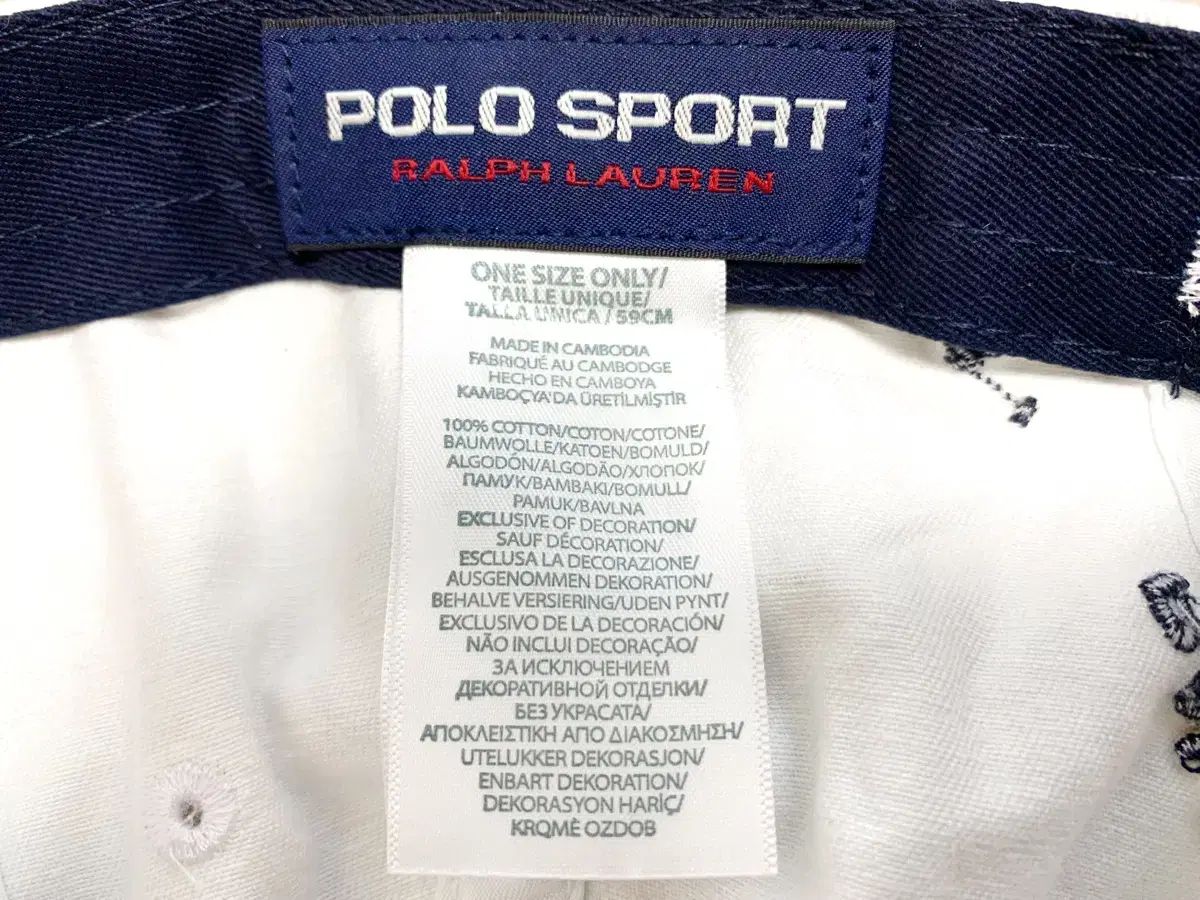 POLO SPORT
RALPH LAUREN
ONE SIZE ONLY/
TAILLE UNIQUE/
TALLA UNICA / 59CM
MADE IN CAMBODIA
FABRIQUÉ AU CAMBODGE
HECHO EN CAMBOYA
KAMBOÇYA'DA ÜRETİLMİŞTİR
100% COTTON/COTON/COTONE/
BAUMWOLLE/KATOEN/BOMULD/
ALGODÓN/ALGODÃO/ХЛОПОК/
ПАМУК/BAMBAKI/BOMULL/
PAMUK/BAVLNA
EXCLUSIVE OF DECORATION/
SAUF DÉCORATION/
ESCLUSA LA DECORAZIONE/
AUSGENOMMEN DEKORATION/
BEHALVE VERSIERING/UDEN PYNT/
EXCLUSIVO DE LA DECORACIÓN/
NÃO INCLUI DECORAÇÃO/
ЗА ИСКЛЮЧЕНИЕМ
ДЕКОРАТИВНОЙ ОТДЕЛКИ/
БЕЗ УКРАСАТА/
ΑΠΟΚΛΕΙΣΤΙΚΗ ΑΠΟ ΔΙΑΚΟΣΜΗΣΗ/
UTELUKKER DEKORASJON/
ENBART DEKORATION/
DEKORASYON HARİÇ/
KRQMÈ OZDOB